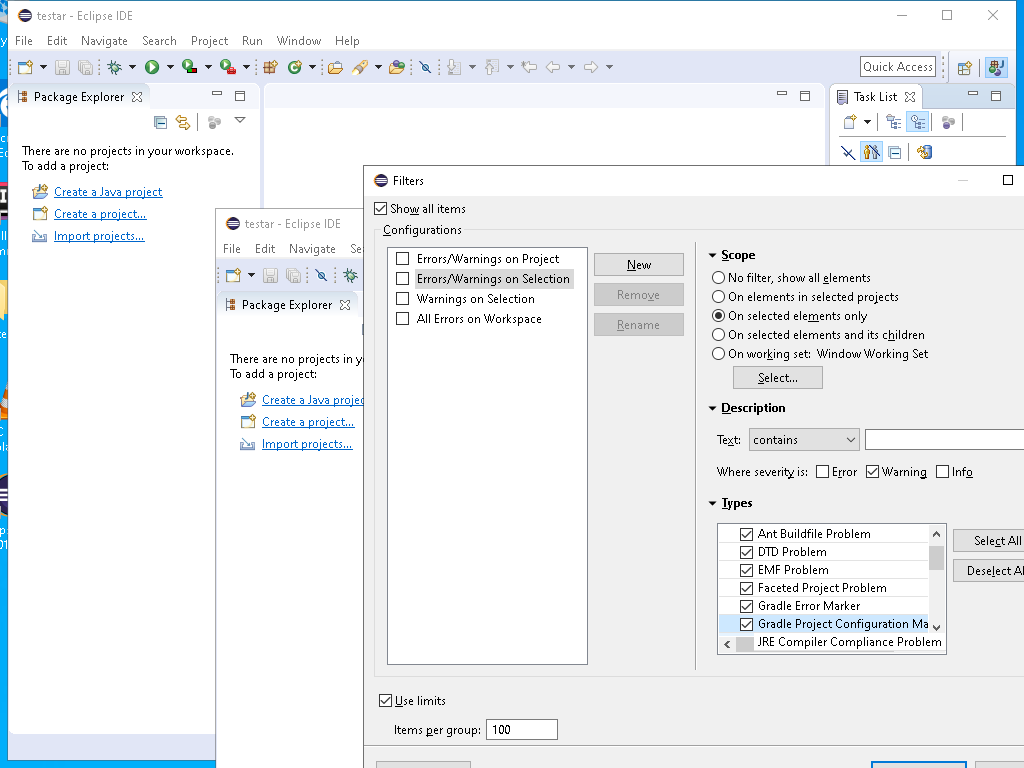 testar - Eclipse IDE
File Edit Navigate Search Project Run Window Help
Quick Access
Package Explorer
Task List
There are no projects in your workspace.
To add a project:
Create a Java project
Create a project...
Import projects...
testar - Eclipse IDE
File Edit Navigate Se
Package Explorer
There are no projects in y
To add a project:
Create a Java projec
Create a project...
Import projects...
Filters
Show all items
Configurations
Errors/Warnings on Project
Errors/Warnings on Selection
Warnings on Selection
All Errors on Workspace
New
Remove
Rename
Scope
No filter, show all elements
On elements in selected projects
On selected elements only
On selected elements and its children
On working set: Window Working Set
Select...
Description
Text: contains
Where severity is: Error Warning Info
Types
Ant Buildfile Problem
DTD Problem
EMF Problem
Faceted Project Problem
Gradle Error Marker
Gradle Project Configuration Ma
JRE Compiler Compliance Problem
Select All
Deselect Al
Use limits
Items per group: 100